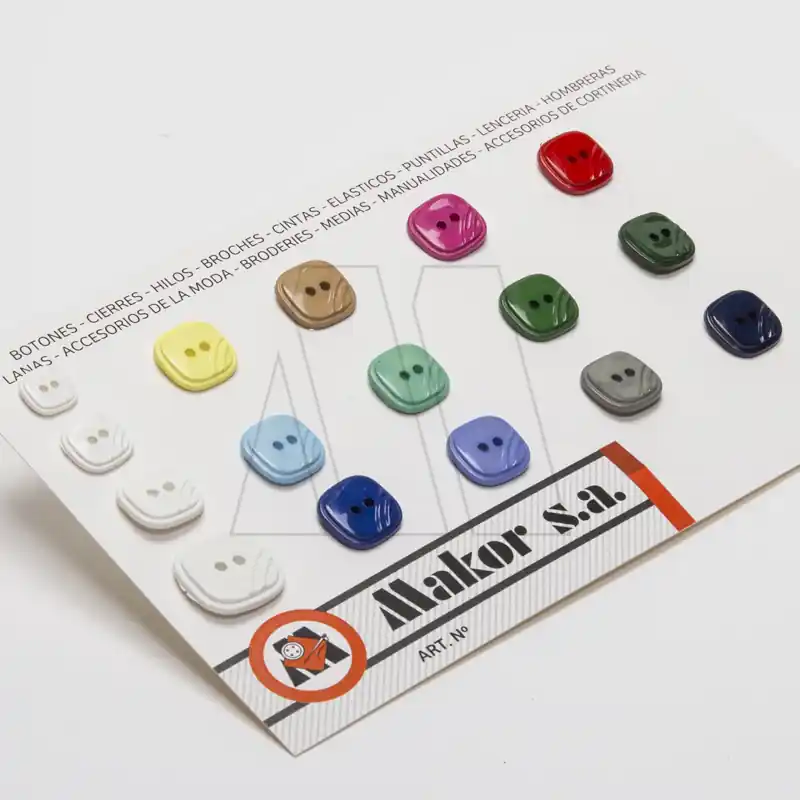 BOTONES - CIERRES - HILOS - BROCHES - CINTAS - ELASTICOS - PUNTILLAS - LENCERIA - HOMBRERAS
LANAS - ACCESORIOS DE LA MODA - BRODERIES - MEDIAS - MANUALIDADES - ACCESORIOS DE CORTINERIA
Makor s.a.
M
ART. Nº